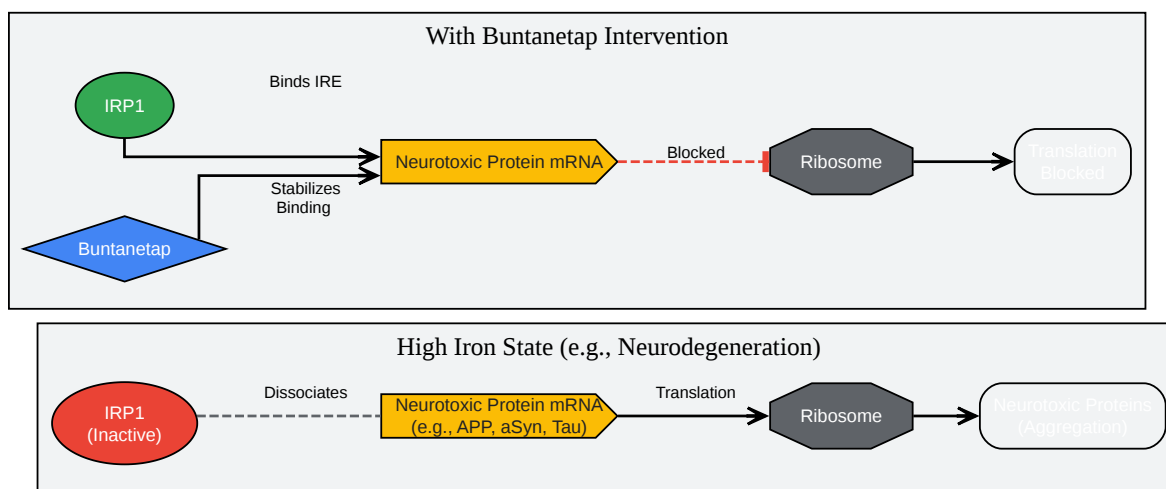 With Buntanetap Intervention
Binds IRE
IRP1
Neurotoxic Protein mRNA
Blocked
Ribosome
Translation
Blocked
Stabilizes
Binding
Buntanetap
High Iron State (e.g., Neurodegeneration)
IRP1
(Inactive)
Dissociates
Neurotoxic Protein mRNA
(e.g., APP, aSyn, Tau)
Translation
Ribosome
Neurotoxic Proteins
(Aggregation)